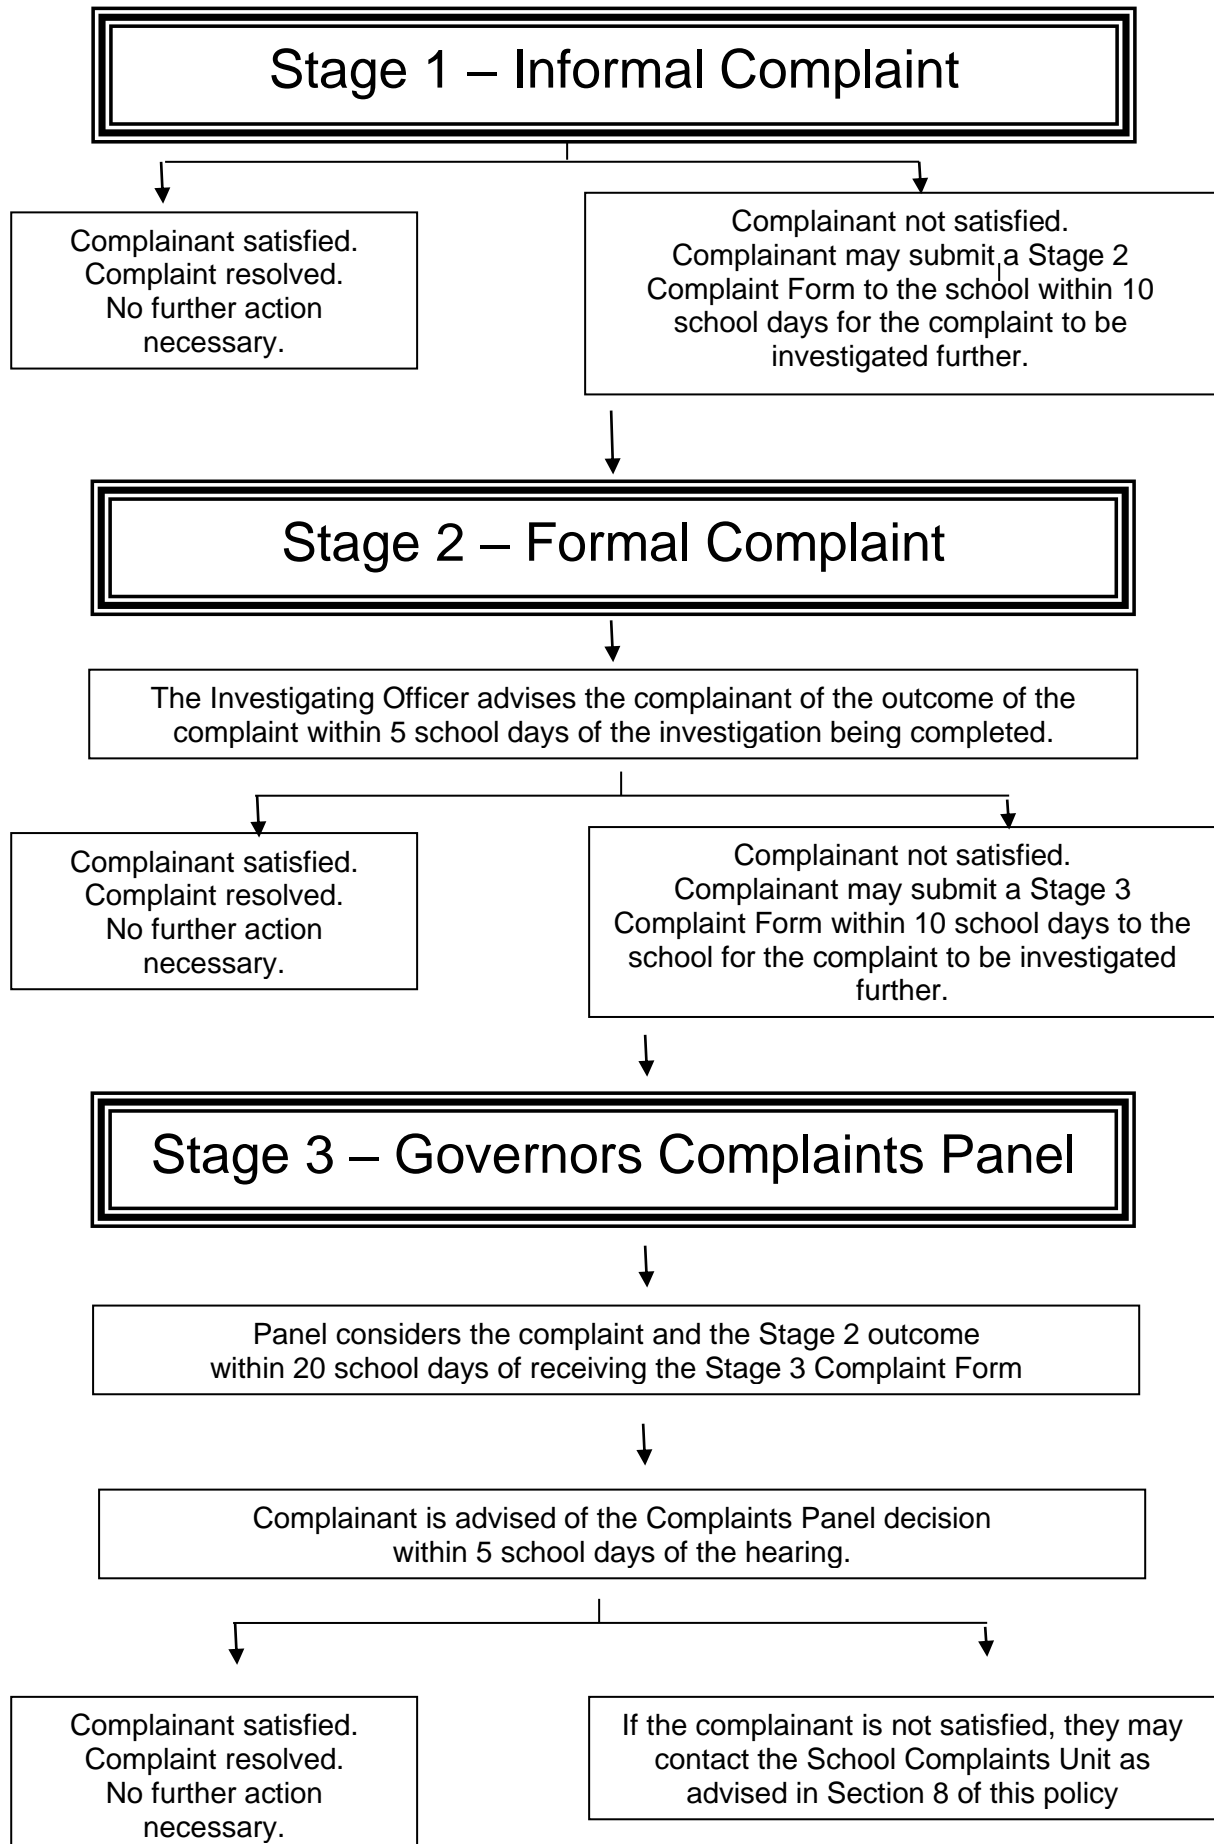 Stage 1 – Informal Complaint
Complainant satisfied.
Complaint resolved.
No further action
necessary.
Complainant not satisfied.
Complainant may submit a Stage 2
Complaint Form to the school within 10
school days for the complaint to be
investigated further.
Stage 2 – Formal Complaint
The Investigating Officer advises the complainant of the outcome of the
complaint within 5 school days of the investigation being completed.
Complainant satisfied.
Complaint resolved.
No further action
necessary.
Complainant not satisfied.
Complainant may submit a Stage 3
Complaint Form within 10 school days to the
school for the complaint to be investigated
further.
Stage 3 – Governors Complaints Panel
Panel considers the complaint and the Stage 2 outcome
within 20 school days of receiving the Stage 3 Complaint Form
Complainant is advised of the Complaints Panel decision
within 5 school days of the hearing.
Complainant satisfied.
Complaint resolved.
No further action
necessary.
If the complainant is not satisfied, they may
contact the School Complaints Unit as
advised in Section 8 of this policy